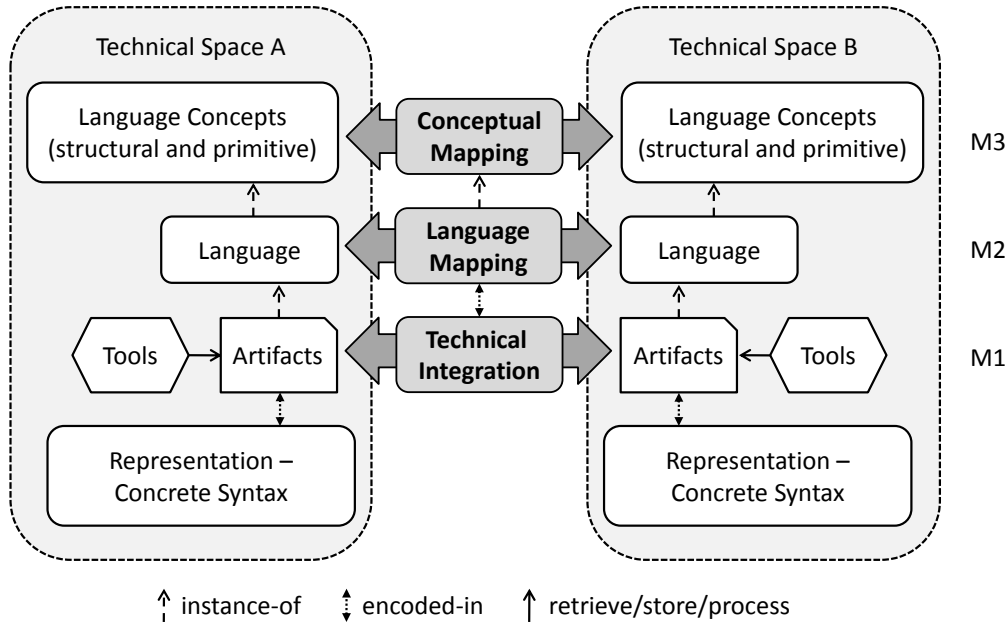 Technical Space A
Technical Space B
Language Concepts
(structural and primitive)
Conceptual
Mapping
Language Concepts
(structural and primitive)
M3
Language
Language
Mapping
Language
M2
Tools
Artifacts
Technical
Integration
Artifacts
Tools
M1
Representation –
Concrete Syntax
Representation –
Concrete Syntax
instance-of
encoded-in
retrieve/store/process